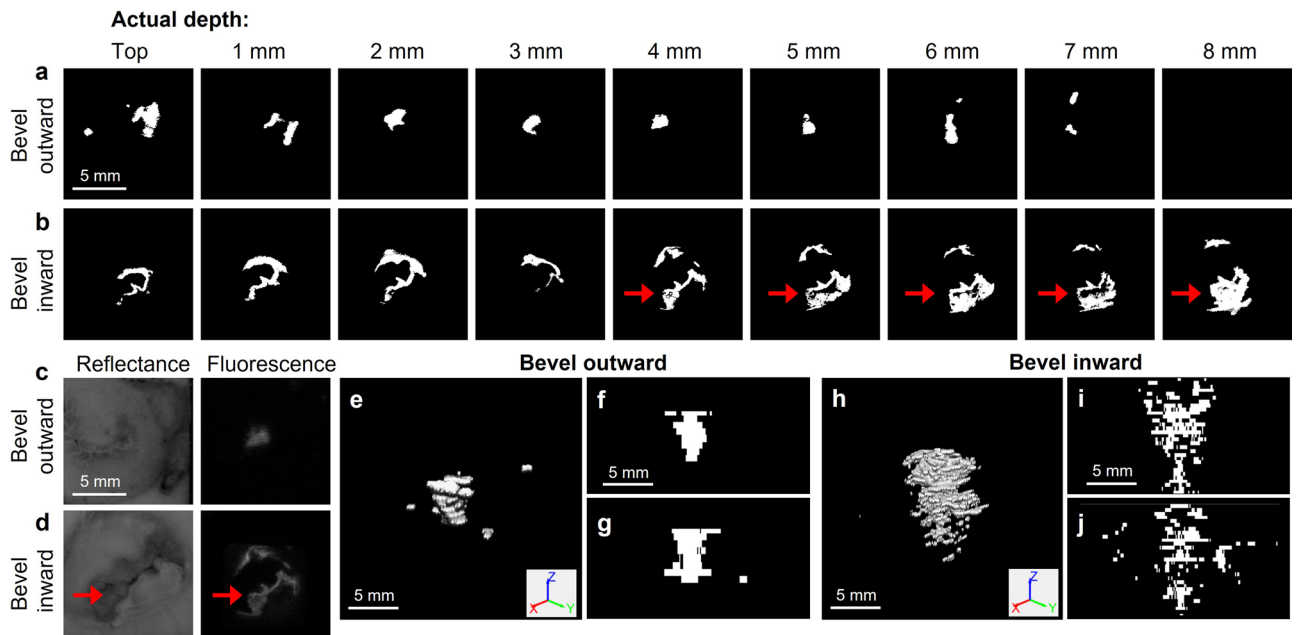 Actual depth:
Top 1 mm 2 mm 3 mm 4 mm 5 mm 6 mm 7 mm 8 mm
a
Bevel
outward
5 mm
b
Bevel
inward
Reflectance Fluorescence Bevel outward Bevel inward
c
Bevel
outward
5 mm
d
Bevel
inward
e
5 mm
Z
X
Y
f
5 mm
g
h
5 mm
Z
X
Y
i
5 mm
j